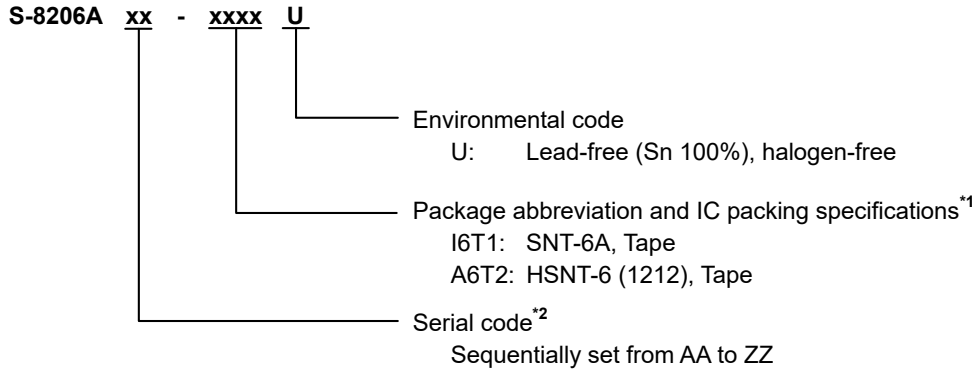 S-8206A xx - xxxx U
Environmental code
U: Lead-free (Sn 100%), halogen-free
Package abbreviation and IC packing specifications*1
I6T1: SNT-6A, Tape
A6T2: HSNT-6 (1212), Tape
Serial code*2
Sequentially set from AA to ZZ